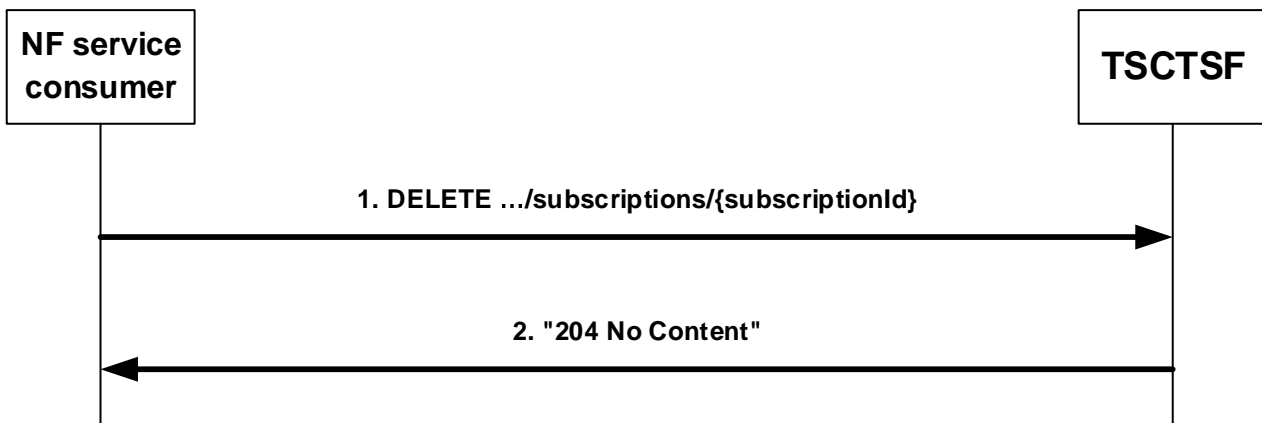 NF service
consumer
TSCTSF
1. DELETE …/subscriptions/{subscriptionId}
2. "204 No Content"